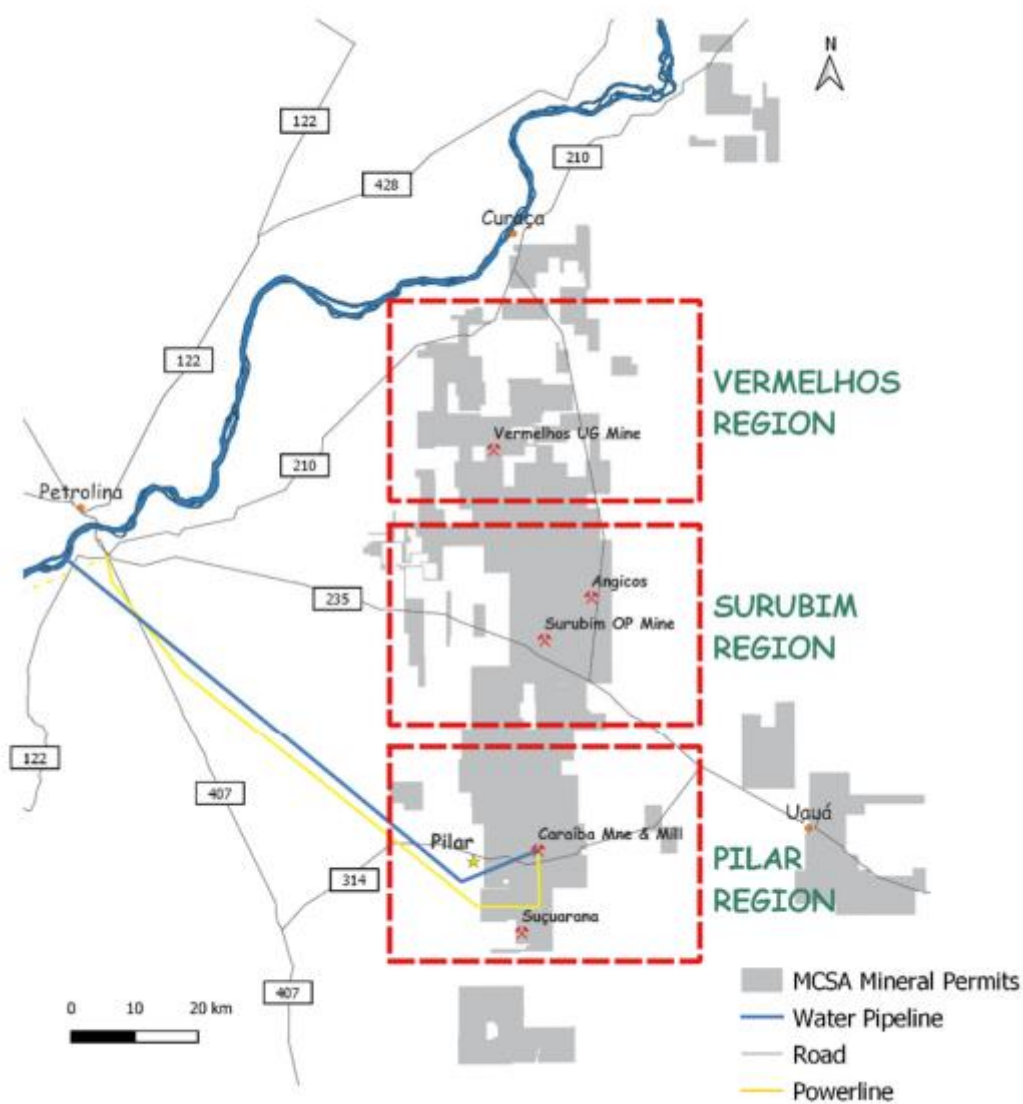 N
122
428
210
Curaça
122
VERMELHOS
REGION
Vermelhos UG Mine
210
Petrolina
Angicos
235
SURUBIM
REGION
Surubim OP Mine
122
407
Uauá
Pilar
Caraiba Mne & Mill
PILAR
REGION
314
Suçuarana
407
0 10 20 km
MCSA Mineral Permits
Water Pipeline
Road
Powerline